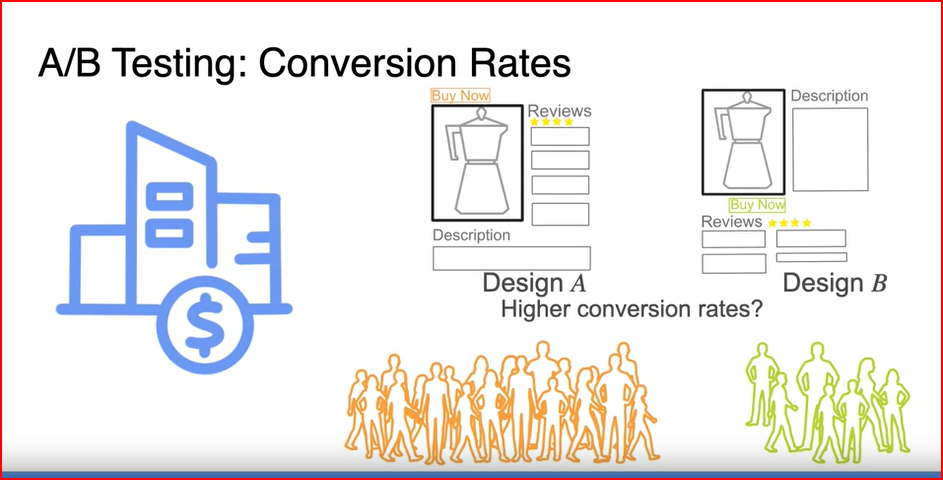 A/B Testing: Conversion Rates
Buy Now
Reviews
Description
Design A
Description
Buy Now
Reviews
Design B
Higher conversion rates?
$